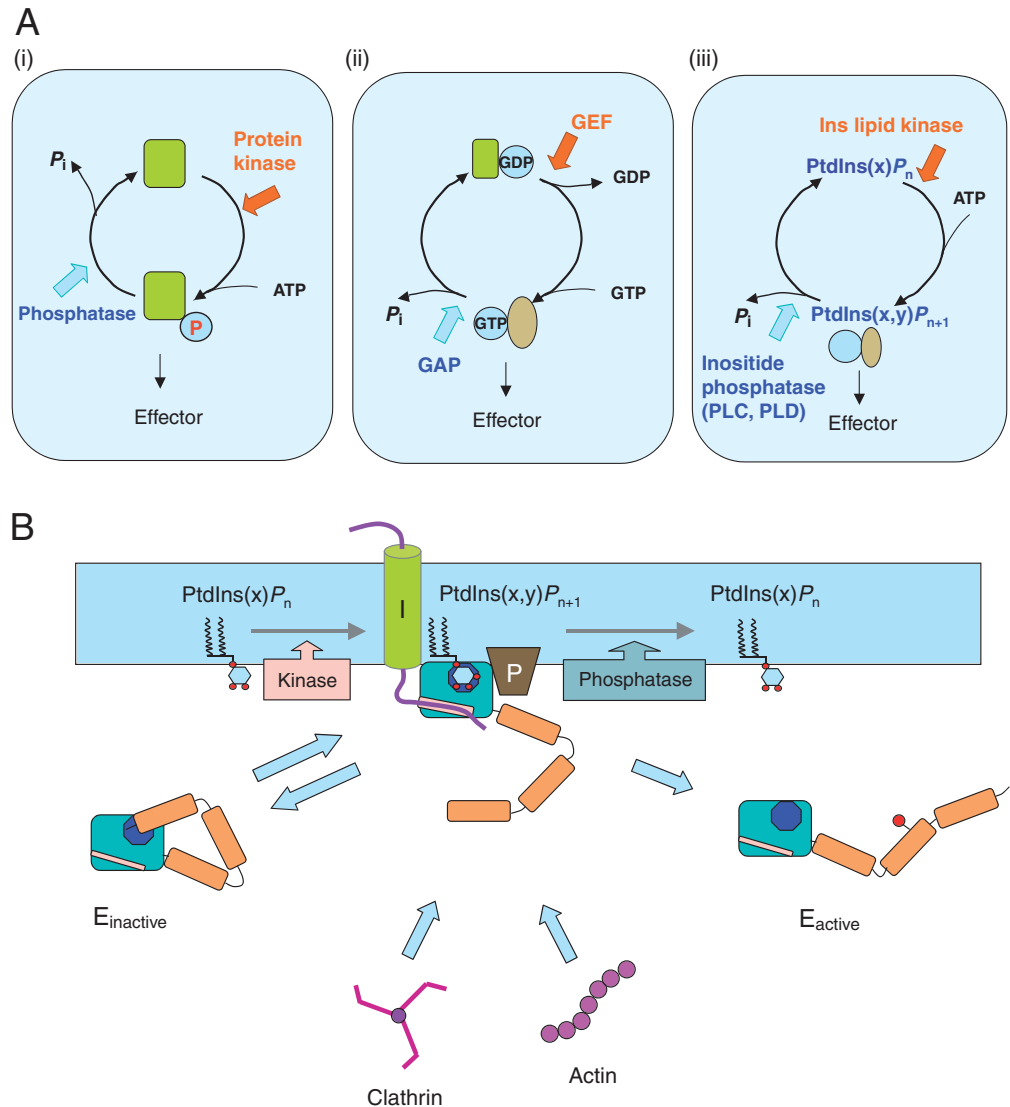 A
(i)
Protein
kinase
Pi
ATP
Phosphatase
P
Effector
(ii)
GEF
GDP
GDP
GTP
Pi
GTP
GAP
Effector
(iii)
Ins lipid kinase
PtdIns(x)Pn
ATP
Pi
PtdIns(x,y)Pn+1
Inositide
phosphatase
(PLC, PLD)
Effector
B
PtdIns(x)Pn
I
PtdIns(x,y)Pn+1
PtdIns(x)Pn
Kinase
P
Phosphatase
Einactive
Eactive
Clathrin
Actin